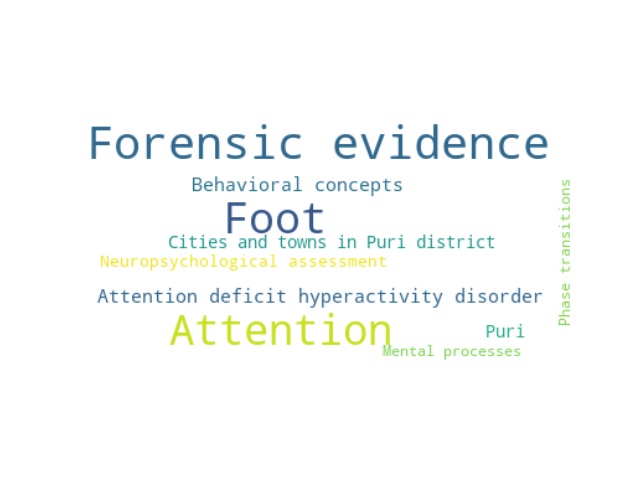 Forensic evidence
Behavioral concepts
Phase transitions
Foot
Cities and towns in Puri district
Neuropsychological assessment
Attention deficit hyperactivity disorder
Attention
Puri
Mental processes